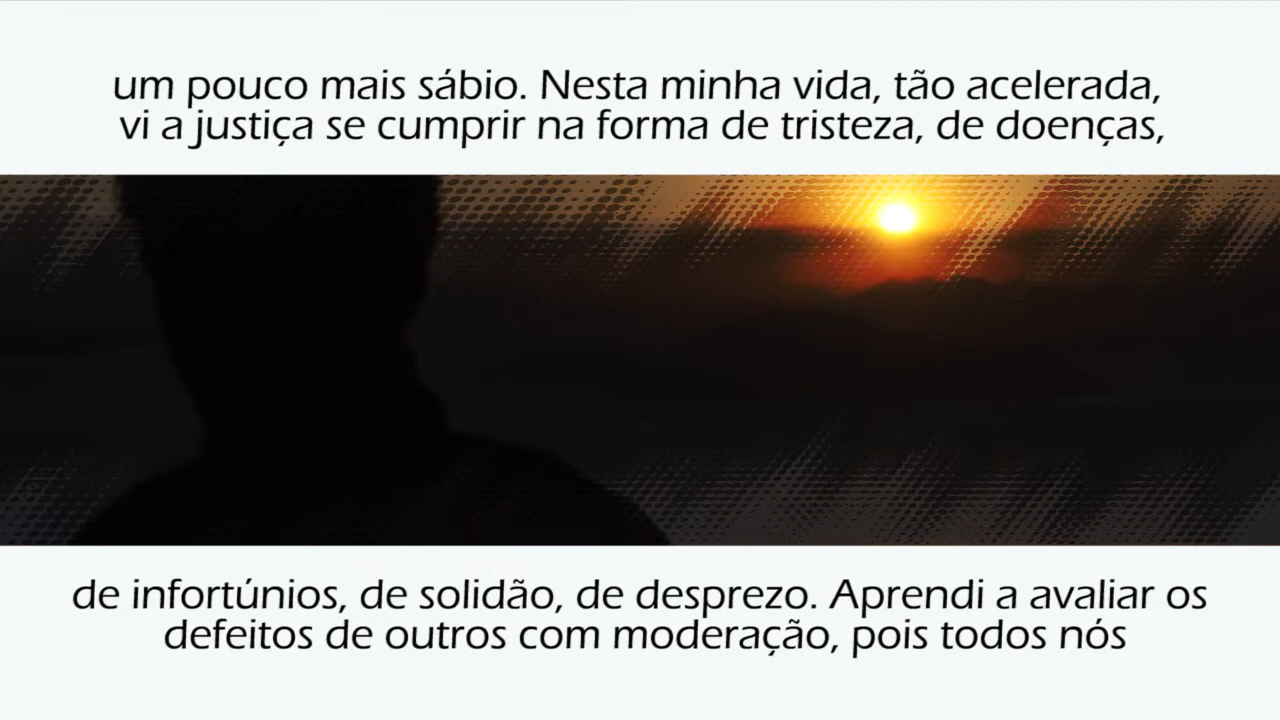 um pouco mais sábio. Nesta minha vida, tão acelerada,
vi a justiça se cumprir na forma de tristeza, de doenças,
de infortúnios, de solidão, de desprezo. Aprendi a avaliar os
defeitos de outros com moderação, pois todos nós